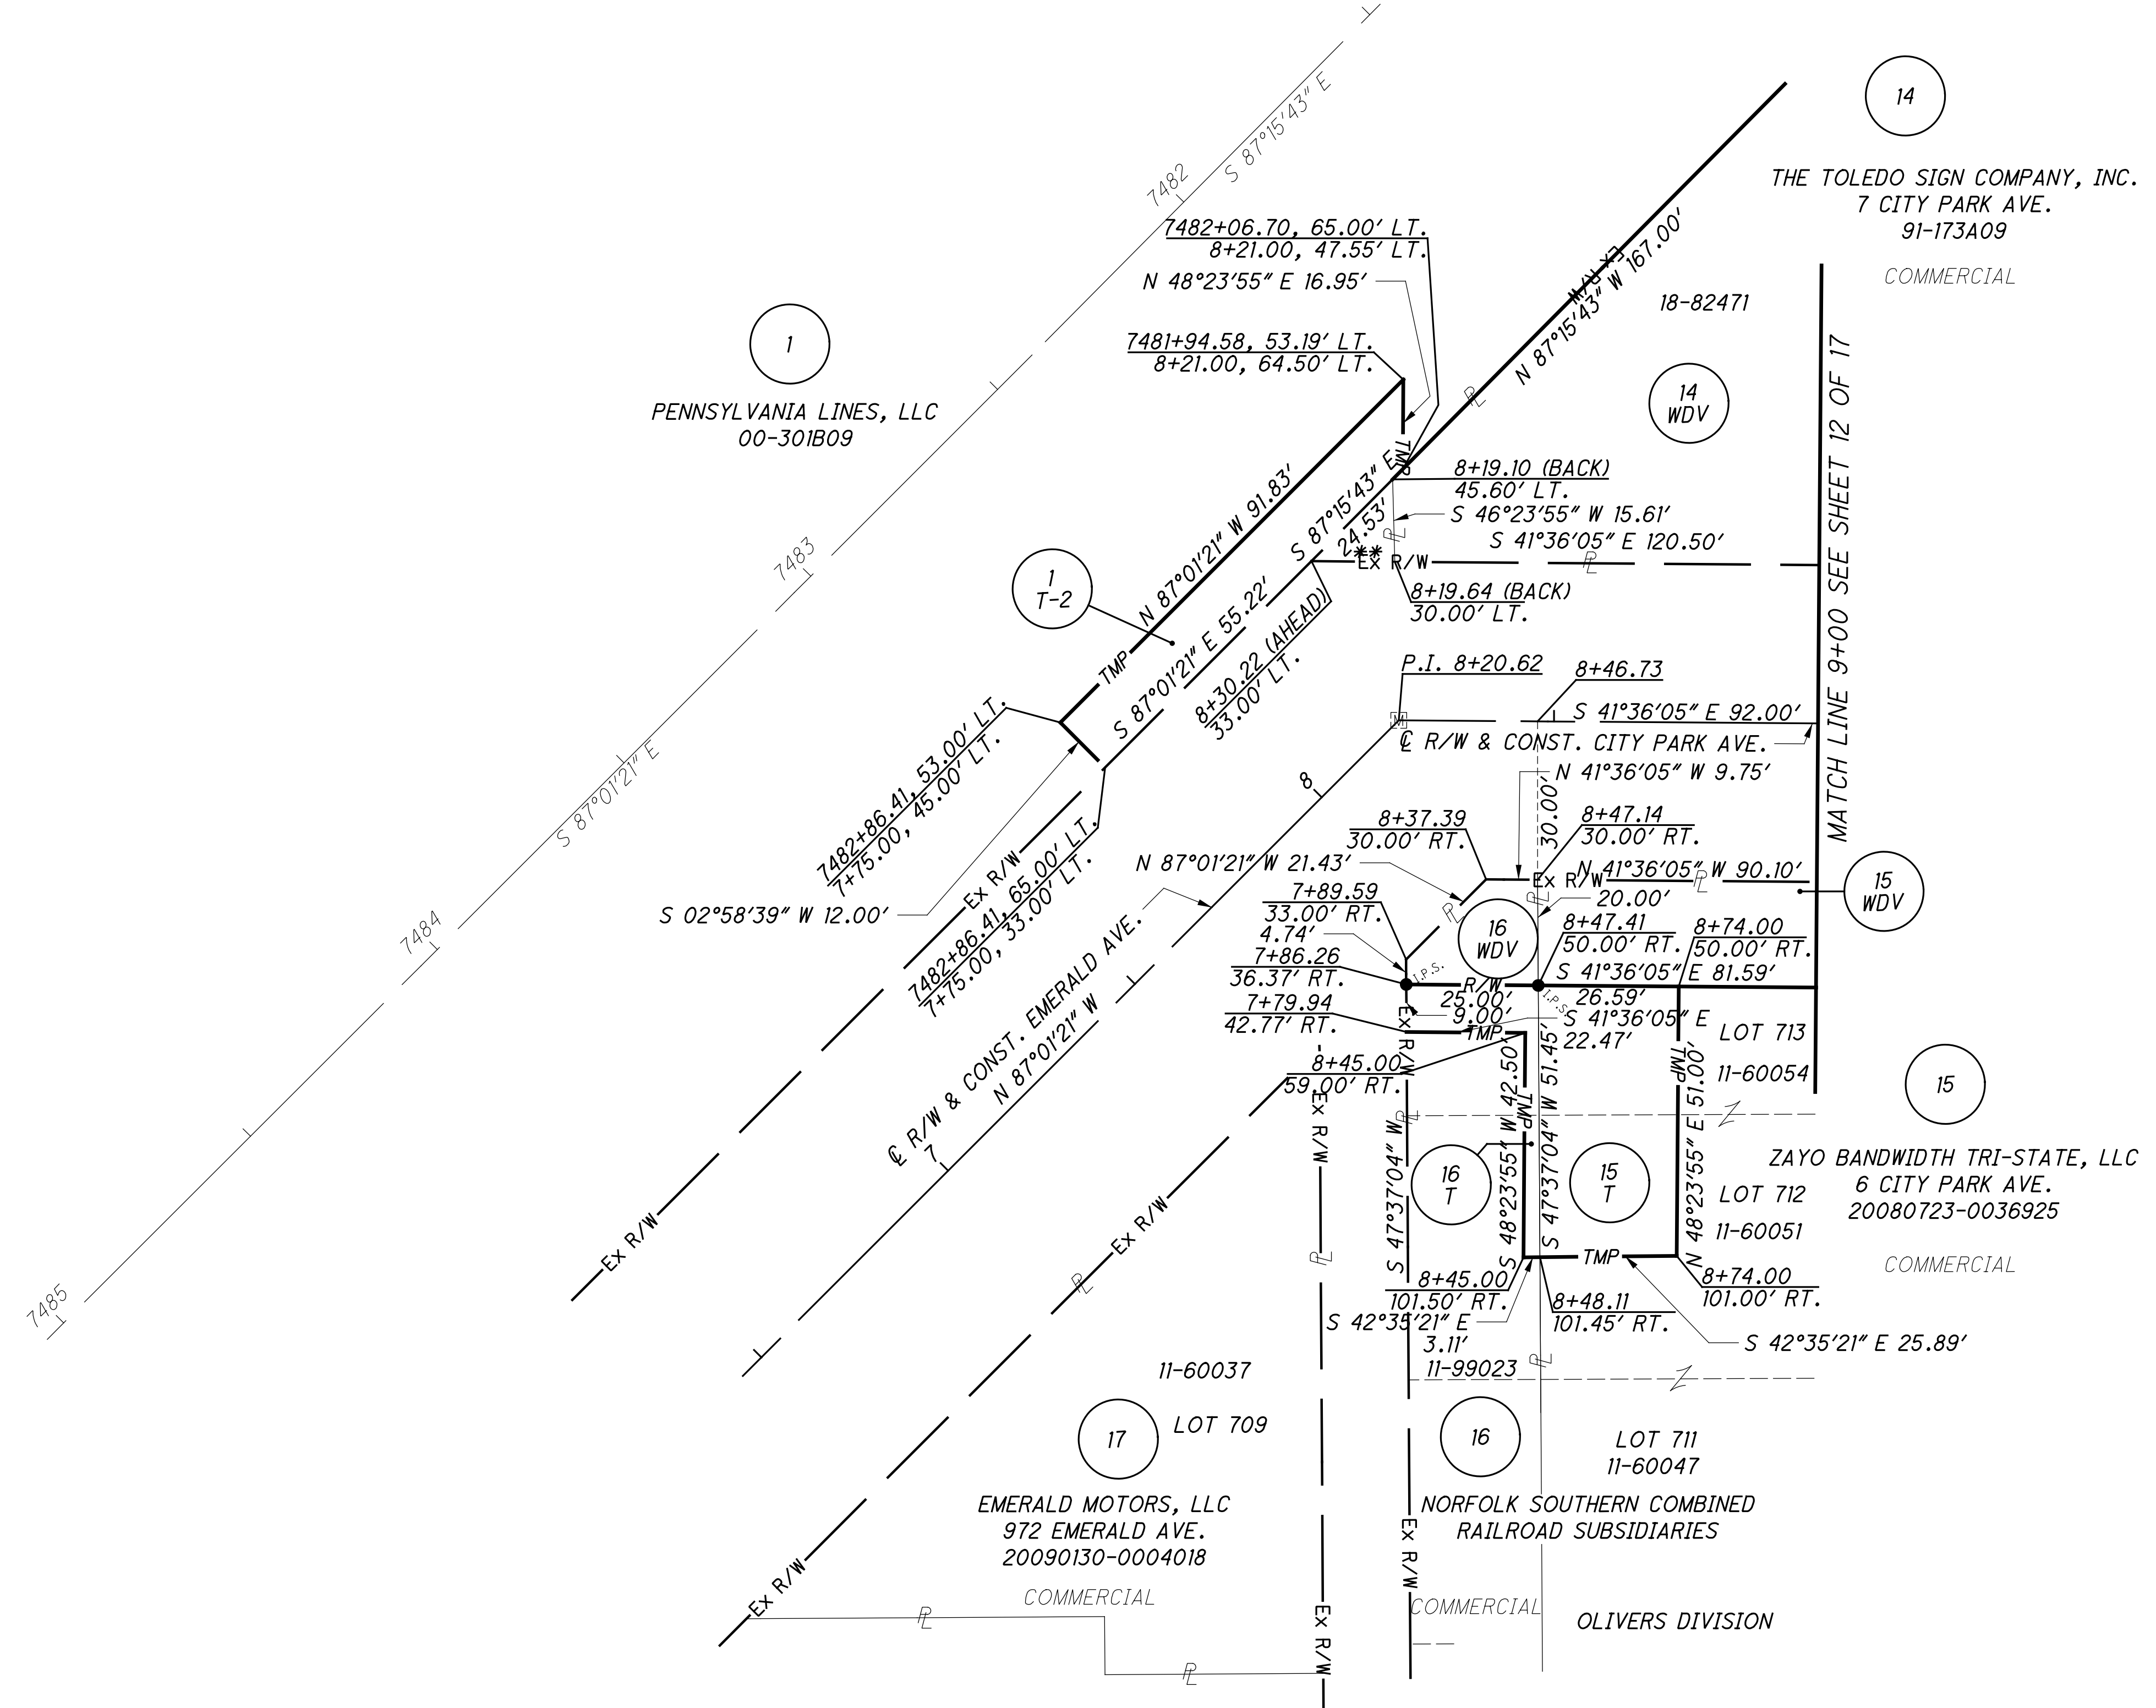 7482
S 87°15'43" E
14
THE TOLEDO SIGN COMPANY, INC.
7 CITY PARK AVE.
91-173A09
COMMERCIAL
18-82471
7482+06.70, 65.00' LT.
8+21.00, 47.55' LT.
N 48°23'55" E 16.95'
7481+94.58, 53.19' LT.
8+21.00, 64.50' LT.
EX R/W
N 87°15'43" W 167.00'
PL
14
WDV
MATCH LINE 9+00 SEE SHEET 12 OF 17
1
PENNSYLVANIA LINES, LLC
00-301B09
TMP
8+19.10 (BACK)
45.60' LT.
S 46°23'55" W 15.61'
S 41°36'05" E 120.50'
S 87°15'43" E
24.53'
**
PL
Ex R/W
PL
8+19.64 (BACK)
30.00' LT.
N 87°01'21" W 91.83'
7483
1
T-2
TMP
S 87°01'21" E 55.22'
8+30.22 (AHEAD)
33.00' LT.
P.I. 8+20.62
8+46.73
M
S 41°36'05" E 92.00'
CL R/W & CONST. CITY PARK AVE.
N 41°36'05" W 9.75'
30.00'
S 87°01'21" E
7482+86.41, 53.00' LT.
7+75.00, 45.00' LT.
8
8+37.39
30.00' RT.
8+47.14
30.00' RT.
7482+86.41, 65.00' LT.
7+75.00, 33.00' LT.
Ex R/W
N 87°01'21" W 21.43'
N 41°36'05" W 90.10'
Ex R/W
PL
15
WDV
S 02°58'39" W 12.00'
7+89.59
33.00' RT.
4.74'
PL
16
WDV
PL
20.00'
8+47.41
50.00' RT.
8+74.00
50.00' RT.
7484
7+86.26
36.37' RT.
I.P.S.
S 41°36'05" E 81.59'
R/W
I.P.S.
25.00'
26.59'
7+79.94
42.77' RT.
9.00'
S 41°36'05" E
22.47'
TMP
Ex R/W
LOT 713
11-60054
CL R/W & CONST. EMERALD AVE.
N 87°01'21" W
7
8+45.00
59.00' RT.
Ex R/W
S 48°23'55" W 42.50'
TMP
S 47°37'04" W 51.45'
TMP
N 48°23'55" E 51.00'
15
PL
Z
S 47°37'04" W
16
T
15
T
ZAYO BANDWIDTH TRI-STATE, LLC
6 CITY PARK AVE.
20080723-0036925
COMMERCIAL
LOT 712
11-60051
Ex R/W
Ex R/W
PL
PL
TMP
7485
8+45.00
101.50' RT.
8+48.11
101.45' RT.
8+74.00
101.00' RT.
S 42°35'21" E
3.11'
S 42°35'21" E 25.89'
11-60037
11-99023
PL
Z
17
LOT 709
16
LOT 711
11-60047
EMERALD MOTORS, LLC
972 EMERALD AVE.
20090130-0004018
COMMERCIAL
NORFOLK SOUTHERN COMBINED
RAILROAD SUBSIDIARIES
Ex R/W
Ex R/W
COMMERCIAL
OLIVERS DIVISION
PL
Ex R/W
PL